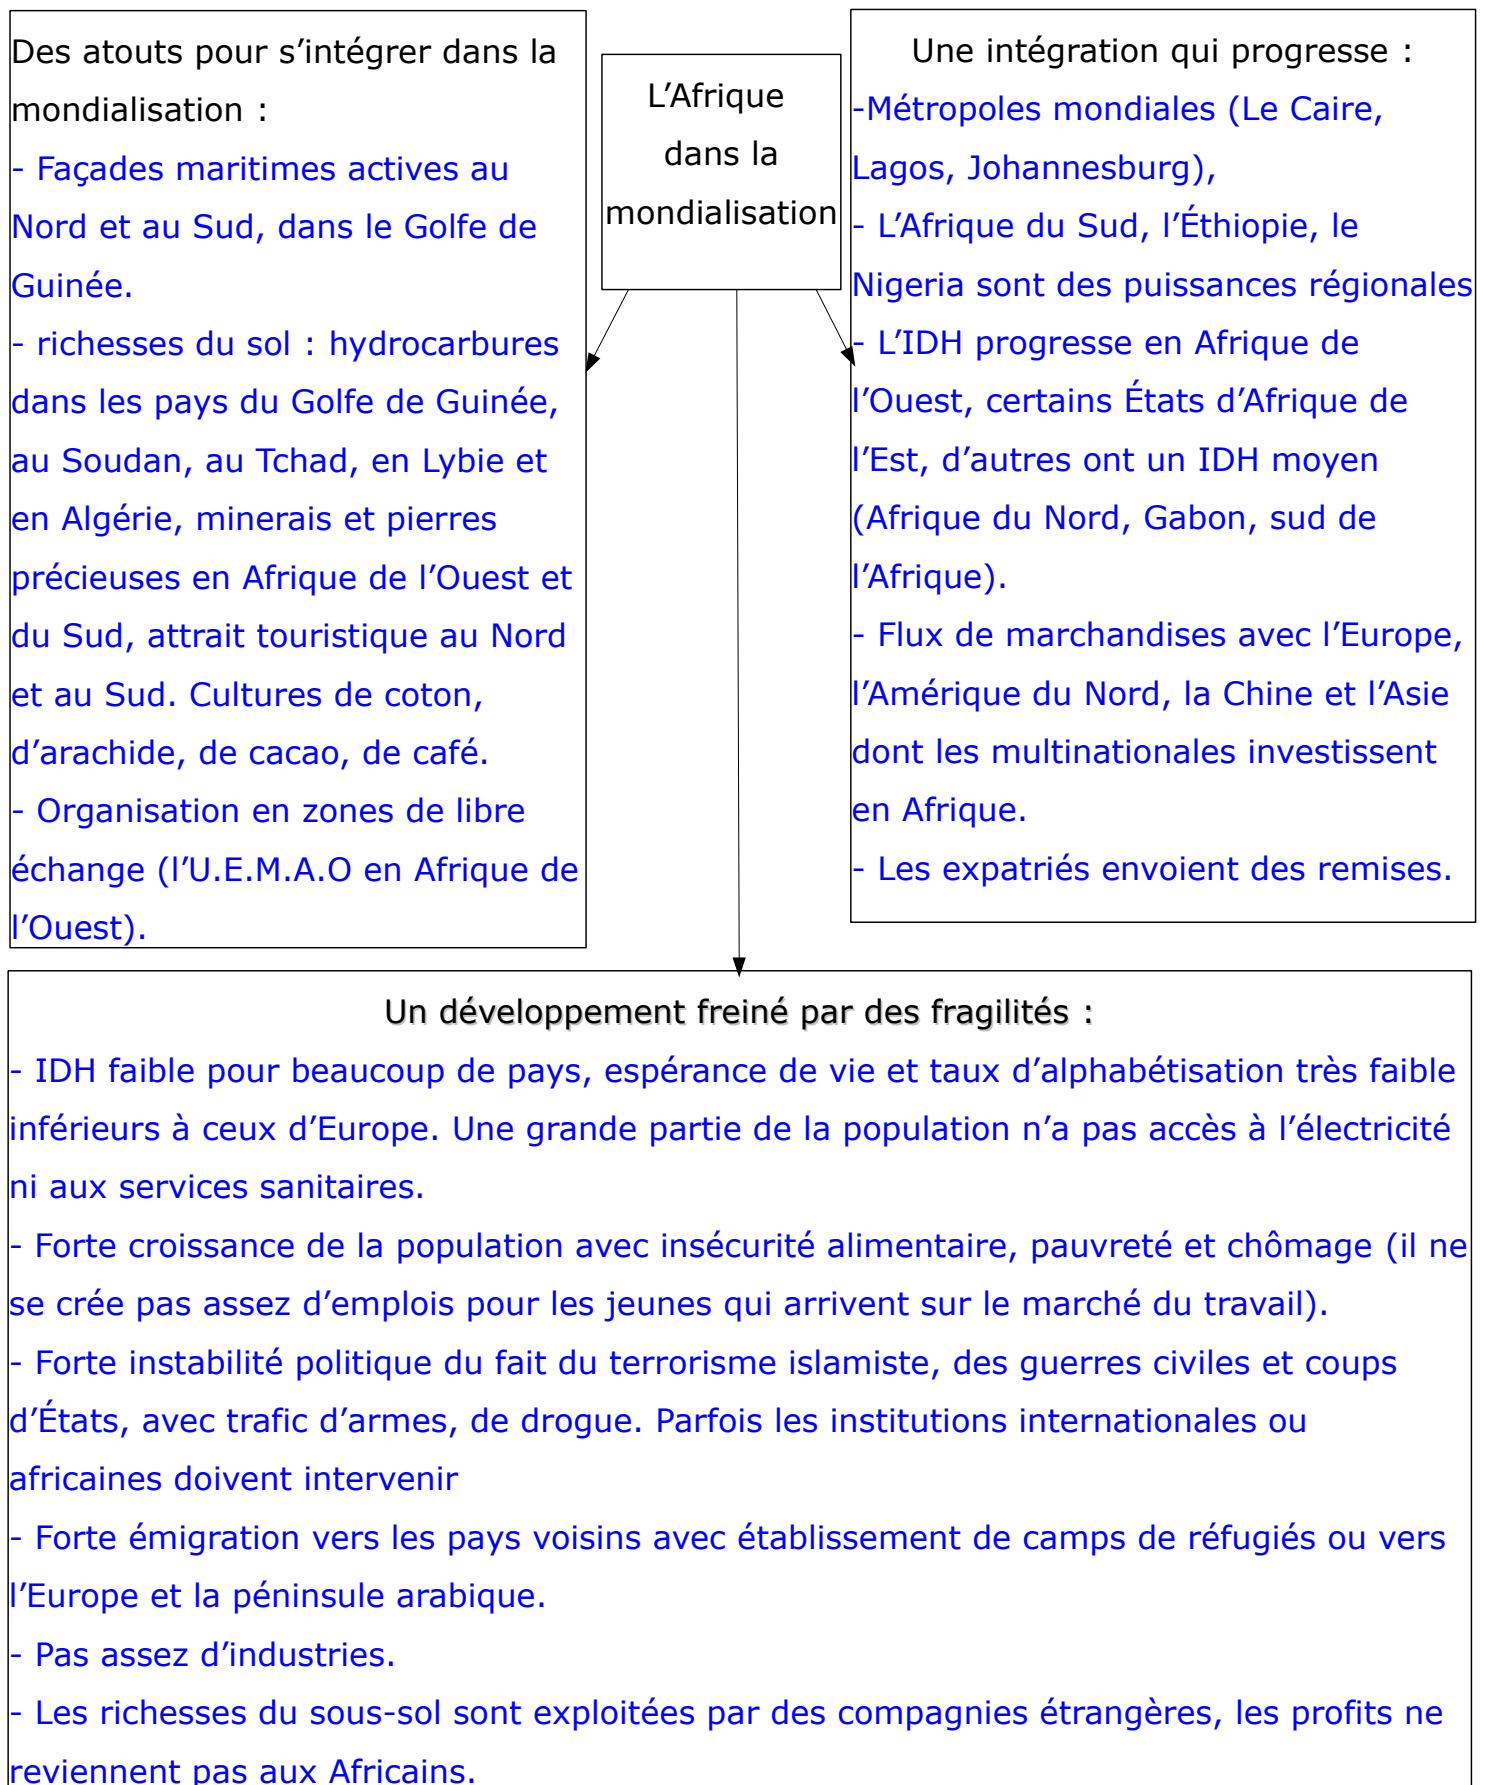 Des atouts pour s’intégrer dans la
mondialisation :
- Façades maritimes actives au
Nord et au Sud, dans le Golfe de
Guinée.
- richesses du sol : hydrocarbures
dans les pays du Golfe de Guinée,
au Soudan, au Tchad, en Lybie et
en Algérie, minerais et pierres
précieuses en Afrique de l’Ouest et
du Sud, attrait touristique au Nord
et au Sud. Cultures de coton,
d’arachide, de cacao, de café.
- Organisation en zones de libre
échange (l’U.E.M.A.O en Afrique de
l’Ouest).
L’Afrique
dans la
mondialisation
Une intégration qui progresse :
-Métropoles mondiales (Le Caire,
Lagos, Johannesburg),
- L’Afrique du Sud, l’Éthiopie, le
Nigeria sont des puissances régionales
- L’IDH progresse en Afrique de
l’Ouest, certains États d’Afrique de
l’Est, d’autres ont un IDH moyen
(Afrique du Nord, Gabon, sud de
l’Afrique).
- Flux de marchandises avec l’Europe,
l’Amérique du Nord, la Chine et l’Asie
dont les multinationales investissent
en Afrique.
- Les expatriés envoient des remises.
Un développement freiné par des fragilités :
- IDH faible pour beaucoup de pays, espérance de vie et taux d’alphabétisation très faible
inférieurs à ceux d’Europe. Une grande partie de la population n’a pas accès à l’électricité
ni aux services sanitaires.
- Forte croissance de la population avec insécurité alimentaire, pauvreté et chômage (il ne
se crée pas assez d’emplois pour les jeunes qui arrivent sur le marché du travail).
- Forte instabilité politique du fait du terrorisme islamiste, des guerres civiles et coups
d’États, avec trafic d’armes, de drogue. Parfois les institutions internationales ou
africaines doivent intervenir
- Forte émigration vers les pays voisins avec établissement de camps de réfugiés ou vers
l’Europe et la péninsule arabique.
- Pas assez d’industries.
- Les richesses du sous-sol sont exploitées par des compagnies étrangères, les profits ne
reviennent pas aux Africains.